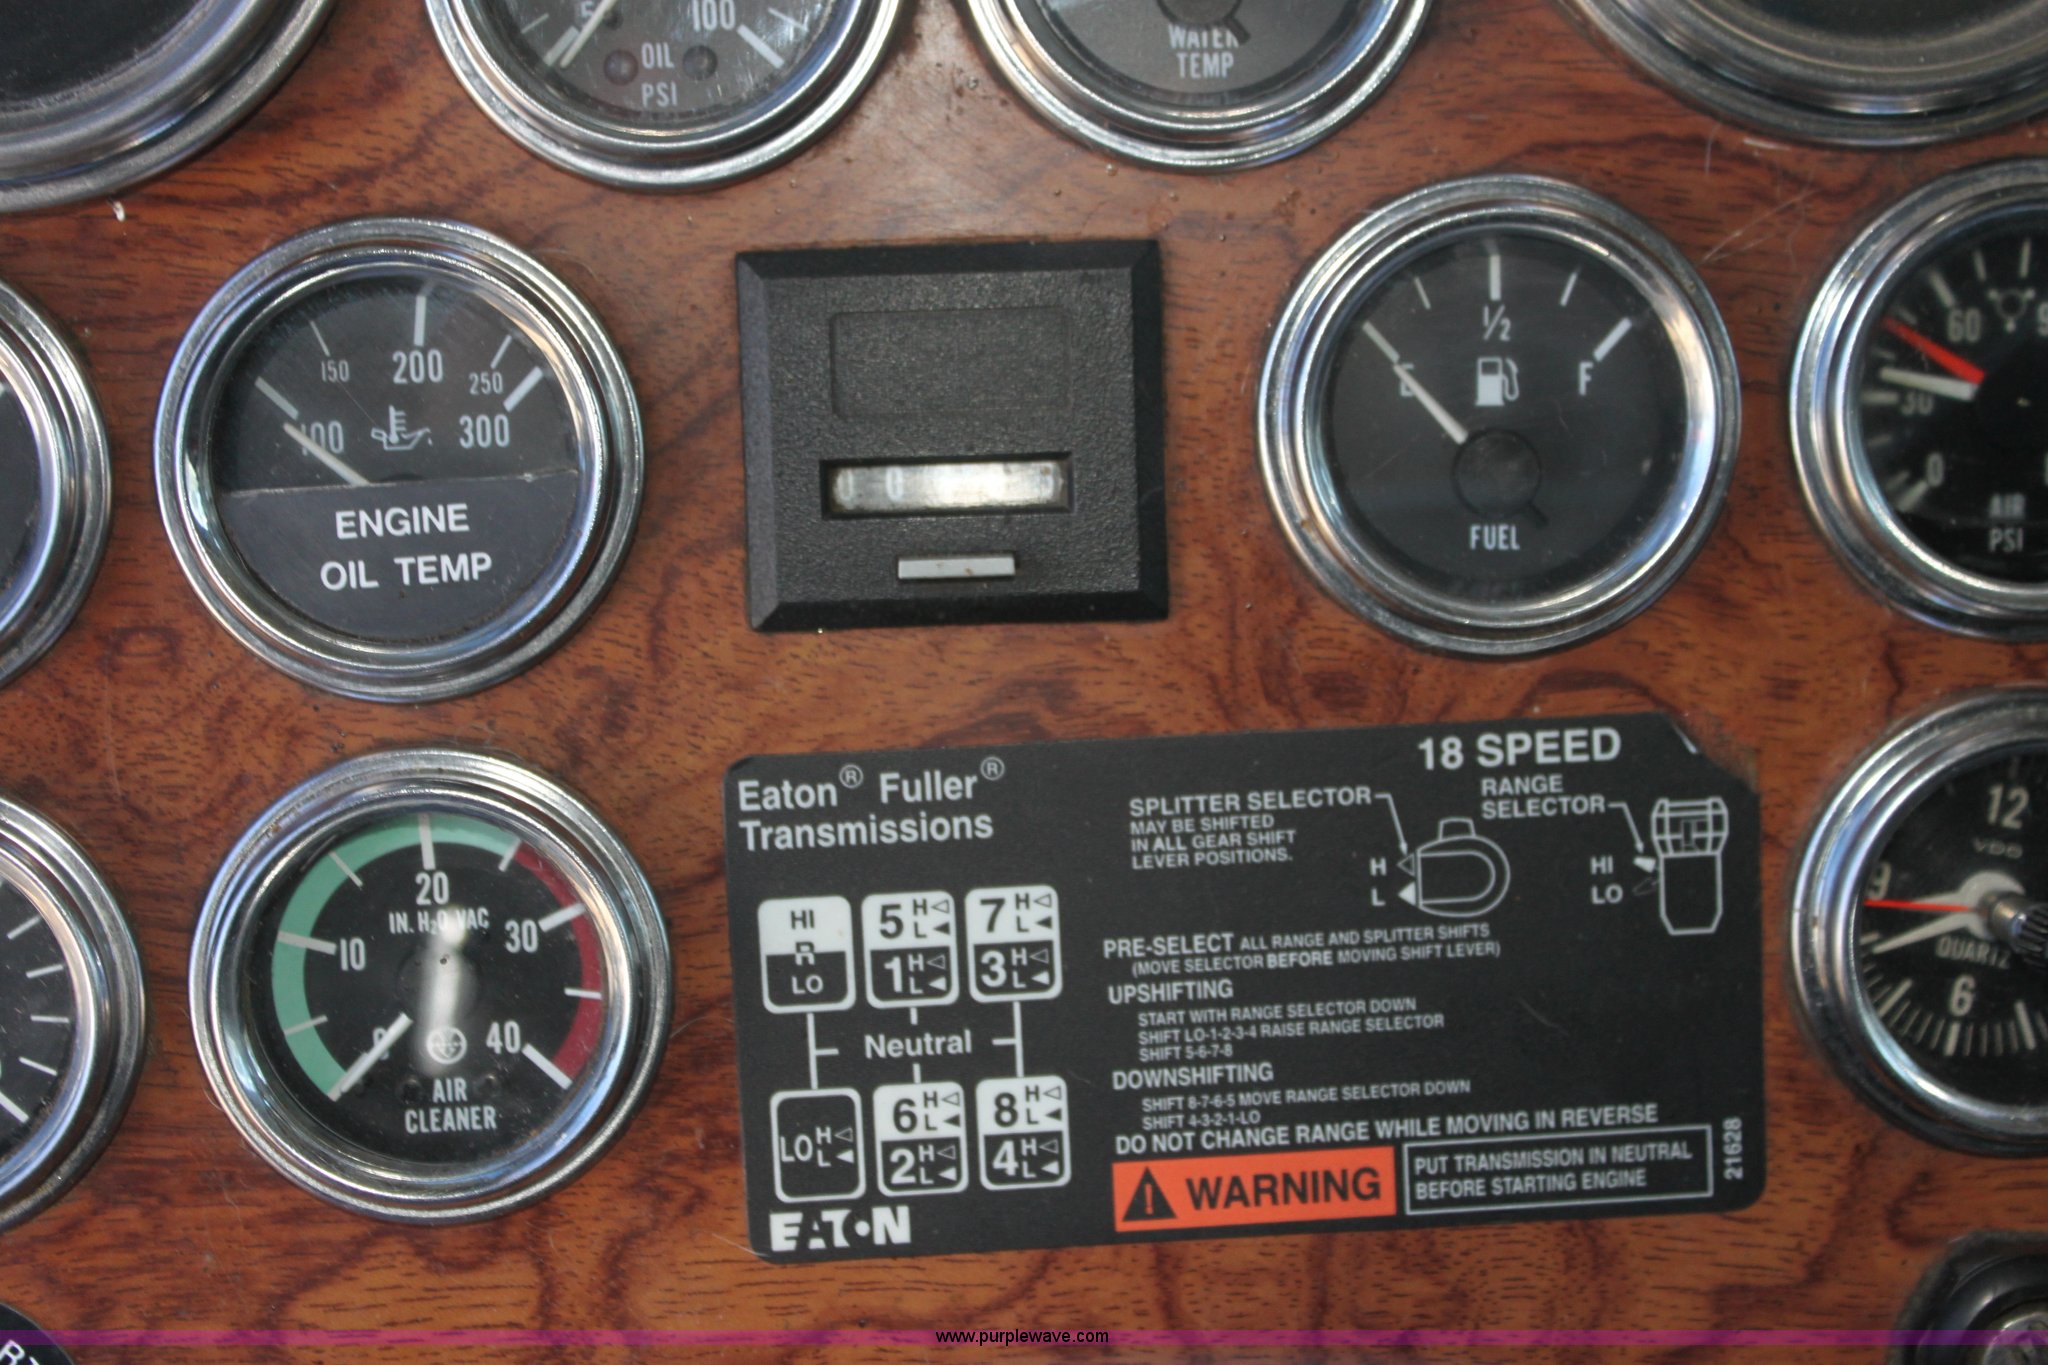 100
OIL
PSI
WATER
TEMP
150
200
250
100
300
ENGINE
OIL TEMP
1/2
E
F
FUEL
60
30
0
AIR
PSI
20
IN. H₂O VAC
10
30
0
40
AIR
CLEANER
Eaton® Fuller®
Transmissions
18 SPEED
SPLITTER SELECTOR
MAY BE SHIFTED
IN ALL GEAR SHIFT
LEVER POSITIONS.
H
L
RANGE
SELECTOR
HI
LO
HI
R
LO
5 H L
1 H L
7 H L
3 H L
Neutral
LO H L
6 H L
2 H L
8 H L
4 H L
EATON
PRE-SELECT ALL RANGE AND SPLITTER SHIFTS
(MOVE SELECTOR BEFORE MOVING SHIFT LEVER)
UPSHIFTING
START WITH RANGE SELECTOR DOWN
SHIFT LO-1-2-3-4 RAISE RANGE SELECTOR
SHIFT 5-6-7-8
DOWNSHIFTING
SHIFT 8-7-6-5 MOVE RANGE SELECTOR DOWN
SHIFT 4-3-2-1-LO
DO NOT CHANGE RANGE WHILE MOVING IN REVERSE
WARNING
PUT TRANSMISSION IN NEUTRAL
BEFORE STARTING ENGINE
21628
12
VDO
9
QUARTZ
6
www.purplewave.com